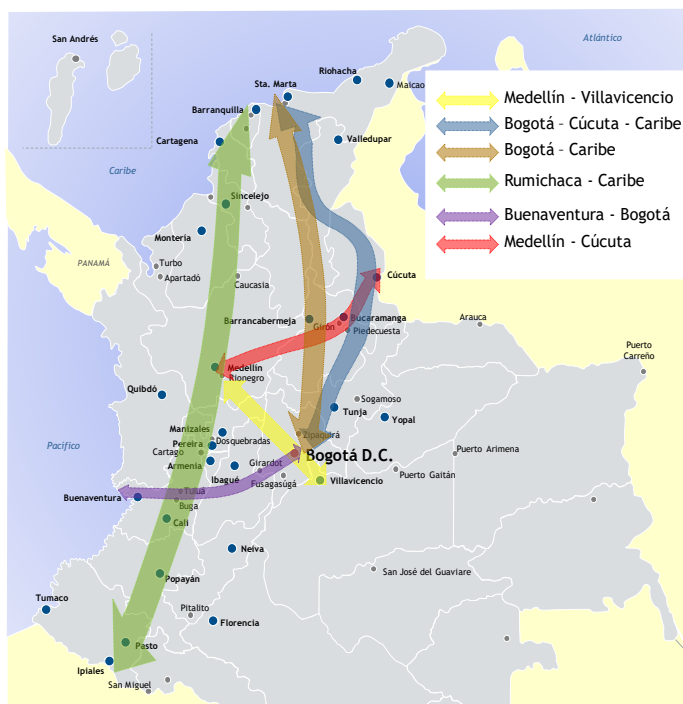 San Andrés
Atlántico
Riohacha
Sta. Marta
Maicao
Barranquilla
Cartagena
Valledupar
Caribe
Sincelejo
Montería
PANAMÁ
Turbo
Apartadó
Caucasia
Cúcuta
Barrancabermeja
Bucaramanga
Girón
Piedecuesta
Arauca
Puerto
Carreño
Medellín
Rionegro
Quibdó
Sogamoso
Tunja
Yopal
Manizales
Zipaquirá
Pacifico
Pereira
Dosquebradas
Cartago
Bogotá D.C.
Puerto Arimena
Armenia
Girardot
Ibagué
Fusagasúgá
Puerto Gaitán
Villavicencio
Buenaventura
Tuluá
Buga
Cali
Neiva
Popayán
San José del Guaviare
Tumaco
Pitalito
Florencia
Pasto
Ipiales
San Miguel
Medellín - Villavicencio
Bogotá – Cúcuta - Caribe
Bogotá – Caribe
Rumichaca - Caribe
Buenaventura - Bogotá
Medellín - Cúcuta